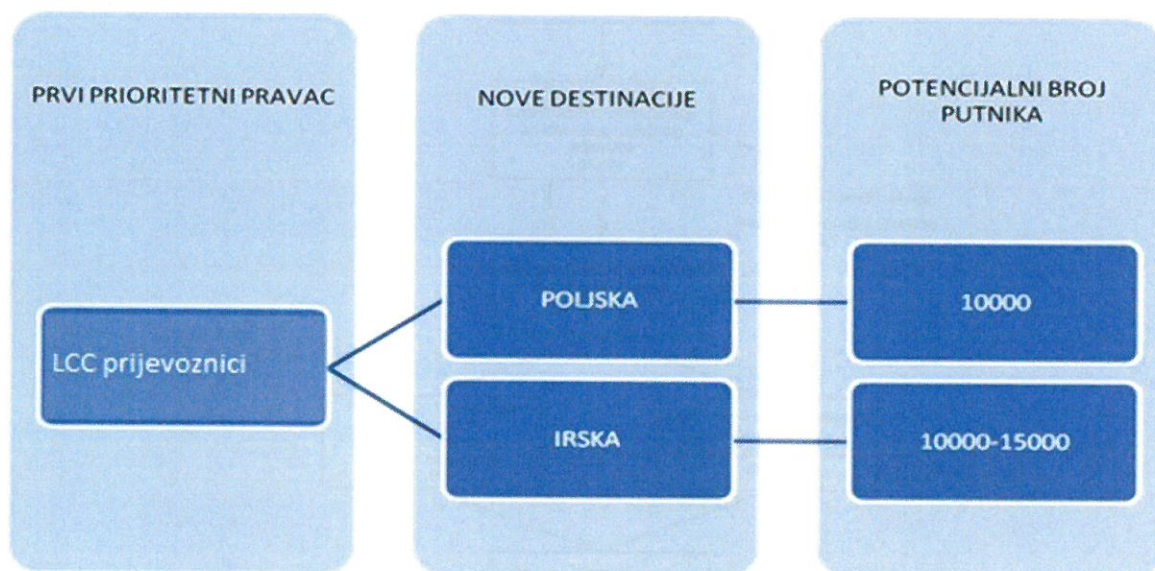 PRVI PRIORITETNI PRAVAC
NOVE DESTINACIJE
POTENCIJALNI BROJ
PUTNIKA
LCC prijevoznici
POLJSKA
10000
IRSKA
10000-15000